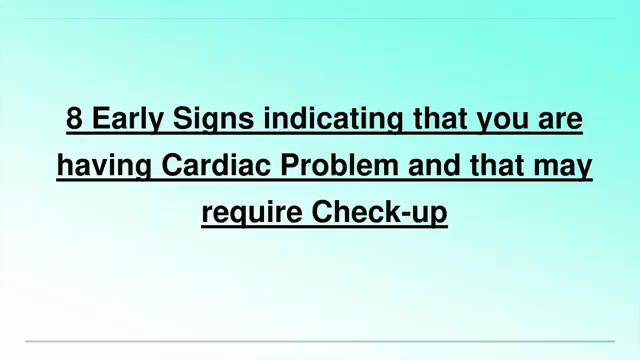 8 Early Signs indicating that you are
having Cardiac Problem and that may
require Check-up